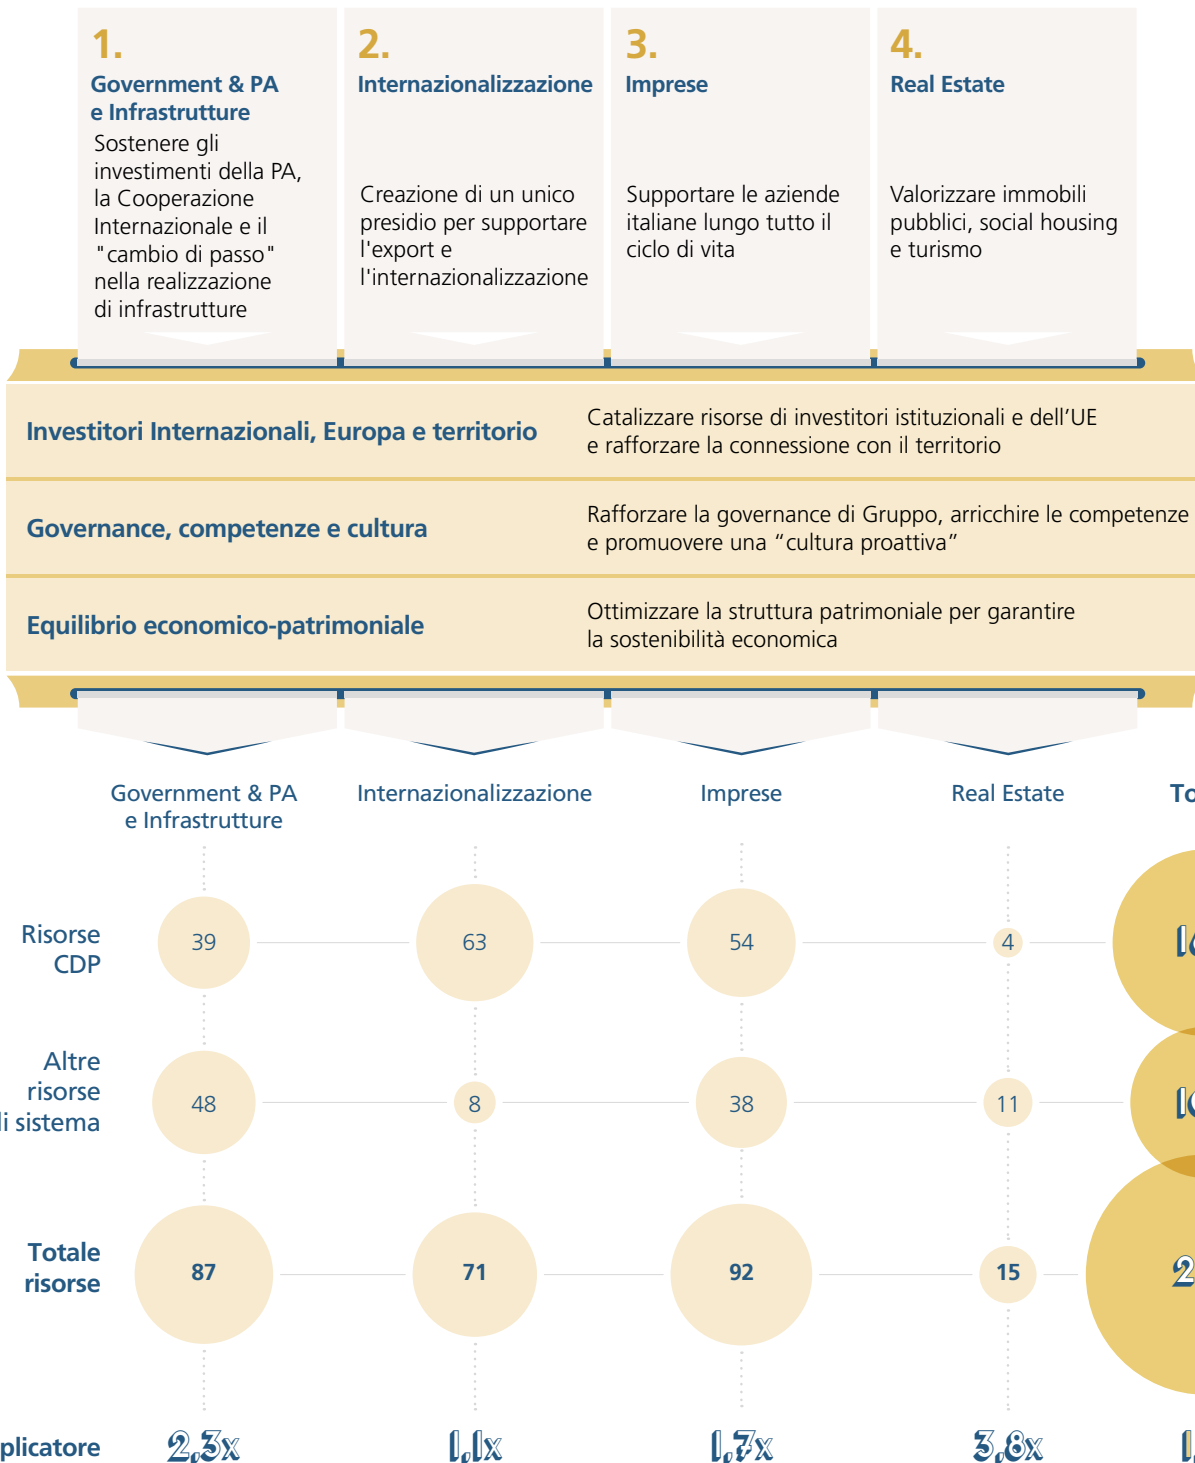 1.
Government & PA
e Infrastrutture
Sostenere gli
investimenti della PA,
la Cooperazione
Internazionale e il
"cambio di passo"
nella realizzazione
di infrastrutture
2.
Internazionalizzazione
Creazione di un unico
presidio per supportare
l'export e
l'internazionalizzazione
3.
Imprese
Supportare le aziende
italiane lungo tutto il
ciclo di vita
4.
Real Estate
Valorizzare immobili
pubblici, social housing
e turismo
Investitori Internazionali, Europa e territorio
Catalizzare risorse di investitori istituzionali e dell’UE
e rafforzare la connessione con il territorio
Governance, competenze e cultura
Rafforzare la governance di Gruppo, arricchire le competenze
e promuovere una “cultura proattiva”
Equilibrio economico-patrimoniale
Ottimizzare la struttura patrimoniale per garantire
la sostenibilità economica
Government & PA
e Infrastrutture
Internazionalizzazione
Imprese
Real Estate
Risorse
CDP
39
63
54
4
Altre
risorse
sistema
48
8
38
11
Totale
risorse
87
71
92
15
2,3x
1,1x
1,7x
3,8x